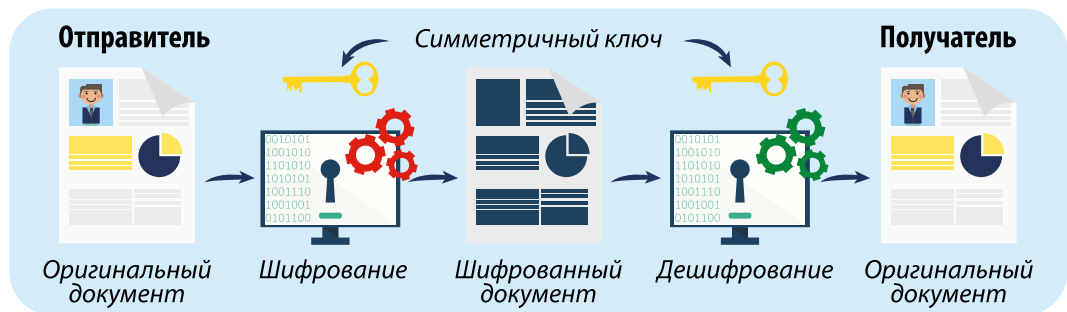 Отправитель
Симметричный ключ
Получатель
0010101
1001010
1101010
1010101
1001110
1001001
0101100
0010101
1001010
1101010
1010101
1001110
1001001
0101100
Оригинальный
документ
Шифрование
Шифрованный
документ
Дешифрование
Оригинальный
документ